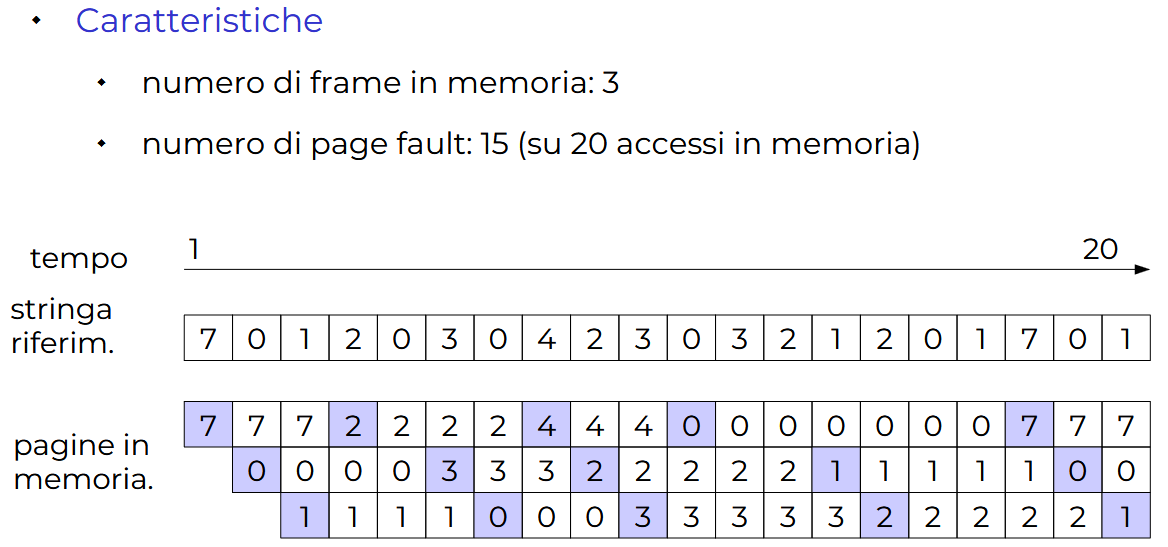 • Caratteristiche
• numero di frame in memoria: 3
• numero di page fault: 15 (su 20 accessi in memoria)
tempo 1 20
stringa
riferim.
7 0 1 2 0 3 0 4 2 3 0 3 2 1 2 0 1 7 0 1
7 7 7 2 2 2 2 4 4 4 0 0 0 0 0 0 0 7 7 7
pagine in
memoria.
0 0 0 0 3 3 3 2 2 2 2 2 1 1 1 1 1 0 0
1 1 1 1 0 0 0 3 3 3 3 3 2 2 2 2 2 1